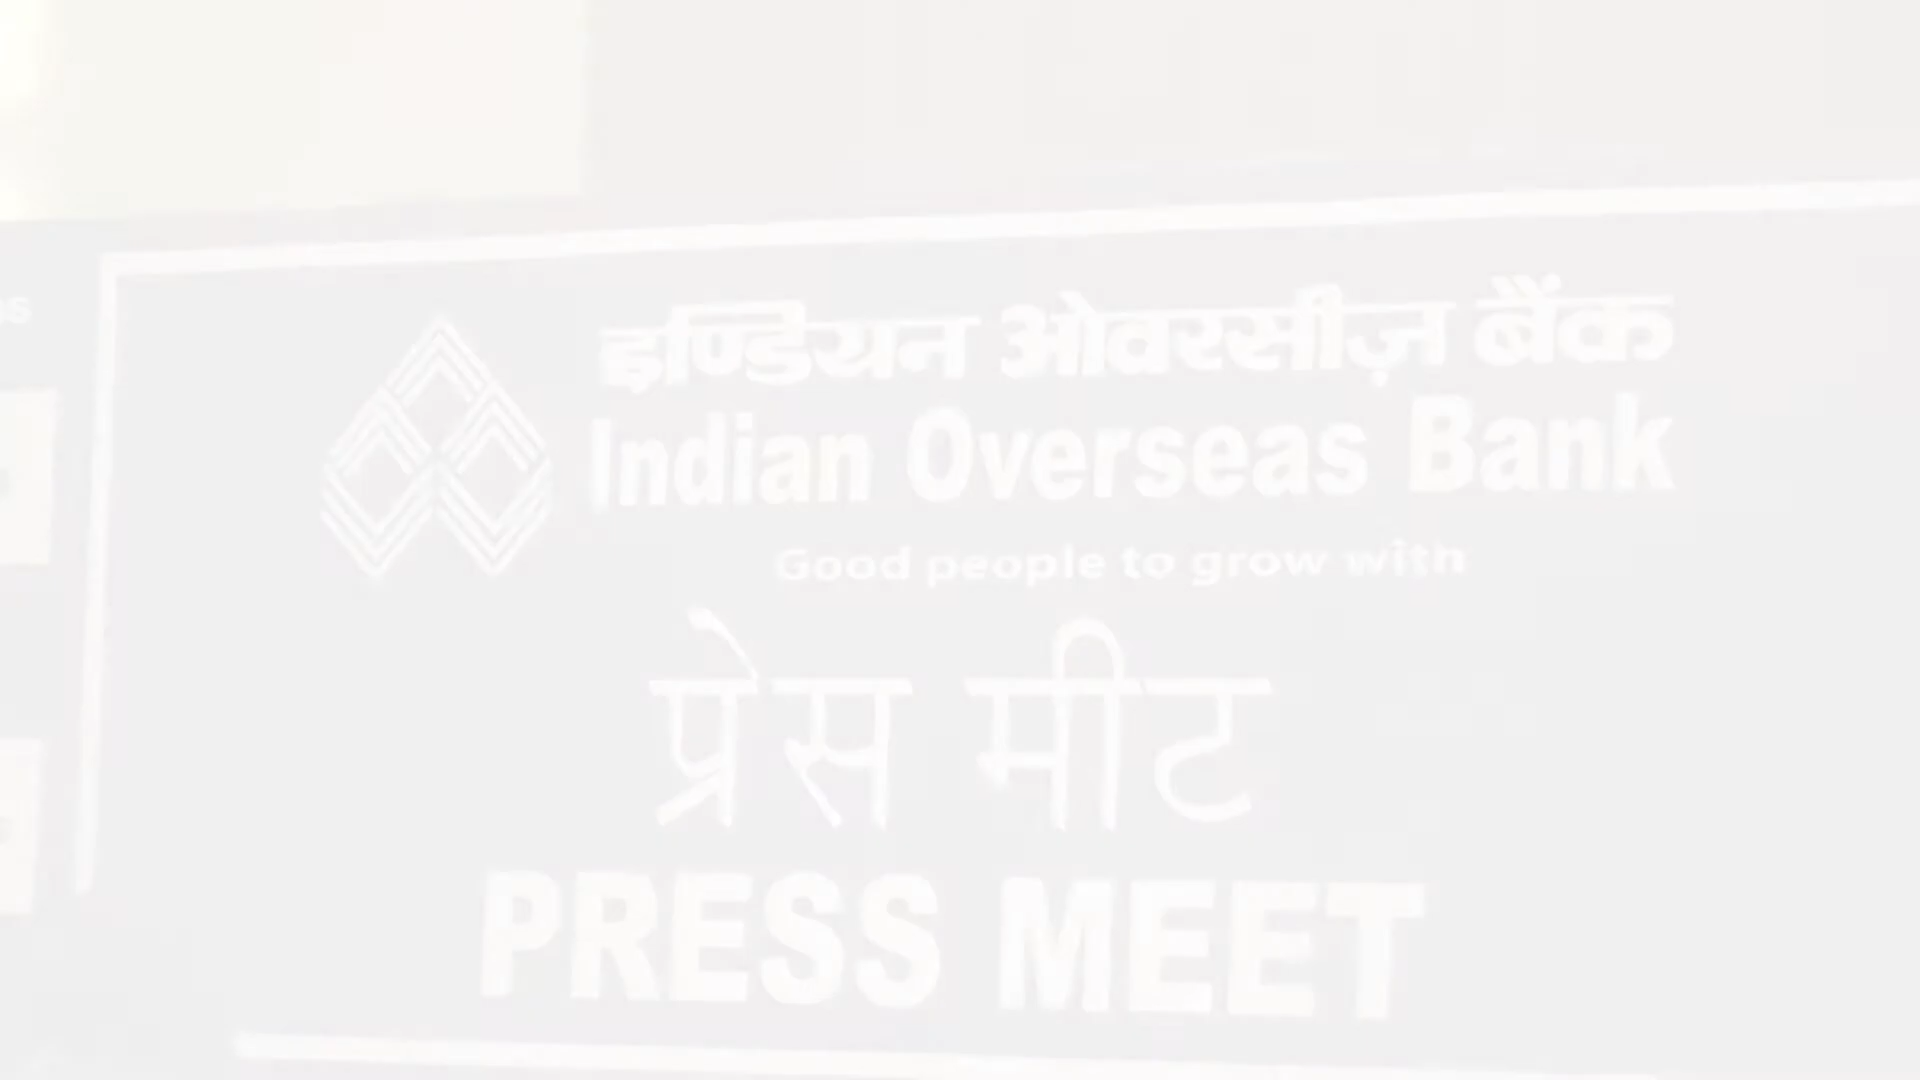 इण्डियन ओवरसीज़ बैंक
Indian Overseas Bank
Good people to grow with
प्रेस मीट
PRESS MEET